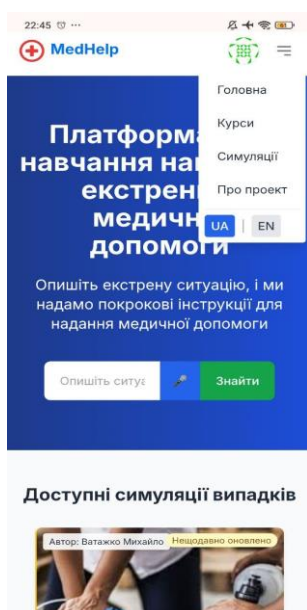 22:45
MedHelp
Головна
Курси
Симуляції
Про проект
UA | EN
Платформ
навчання на
екстрен
медичн
допомоги
Опишіть екстрену ситуацію, і ми
надамо покрокові інструкції для
надання медичної допомоги
Опишіть ситуа
Знайти
Доступні симуляції випадків
Автор: Ватажко Михайло
Нещодавно оновлено